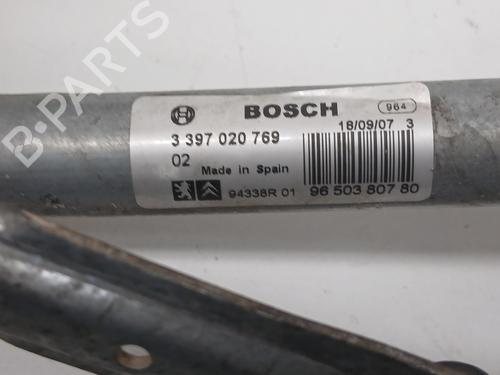 BOSCH
964
3 397 020 769
18/09/07 3
02
Made in Spain
94338R 01
96 503 807 80
B-PARTS